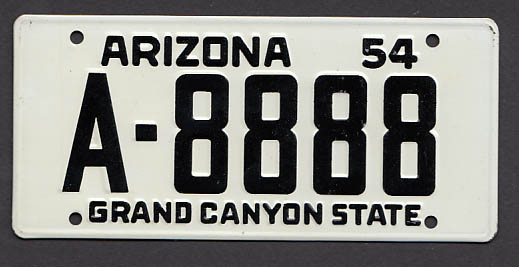 ARIZONA 54
A-8888
GRAND CANYON STATE